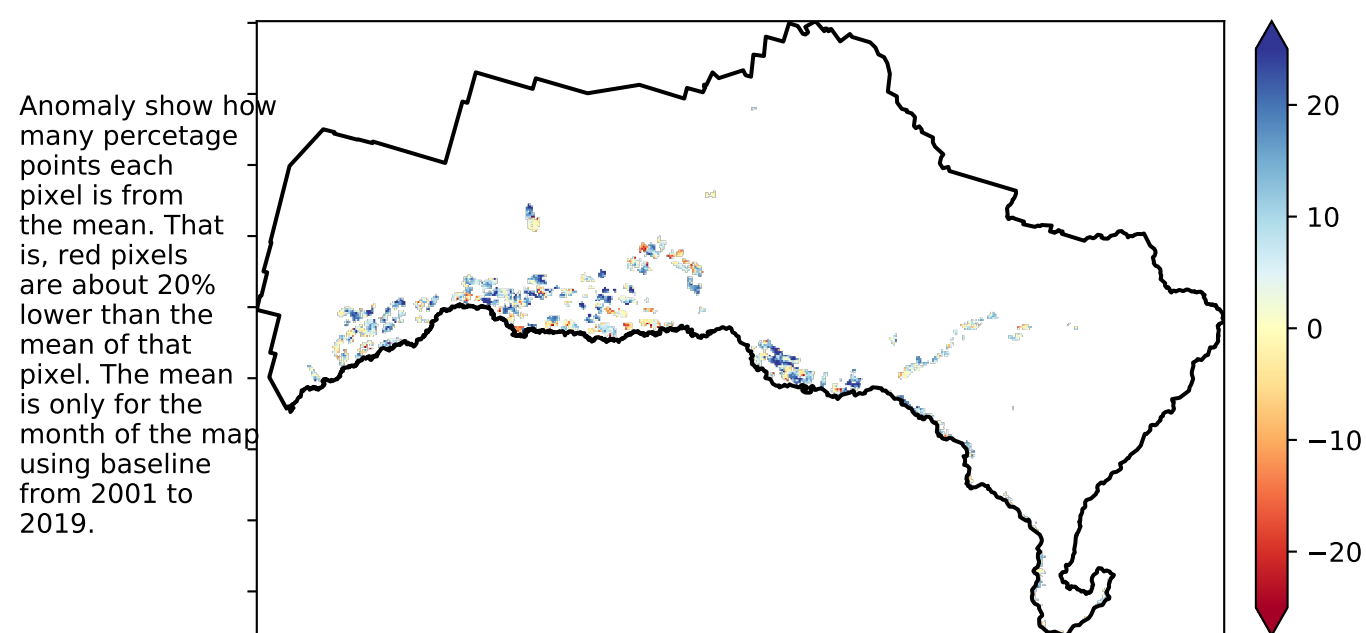 Anomaly show how
many percetage
points each
pixel is from
the mean. That
is, red pixels
are about 20%
lower than the
mean of that
pixel. The mean
is only for the
month of the map
using baseline
from 2001 to
2019.
20
10
0
−10
−20